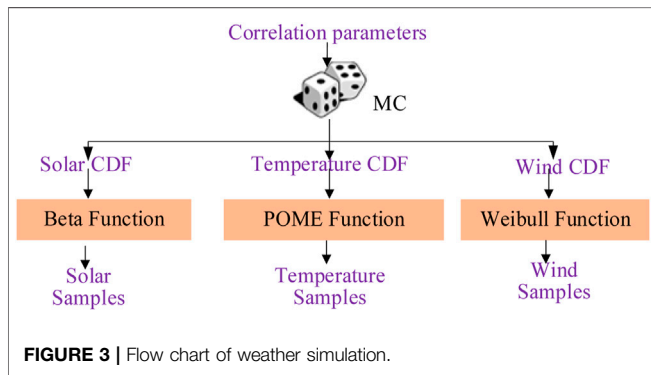 Correlation parameters
MC
Solar CDF
Temperature CDF
Wind CDF
Beta Function
POME Function
Weibull Function
Solar
Samples
Temperature
Samples
Wind
Samples
FIGURE 3 | Flow chart of weather simulation.